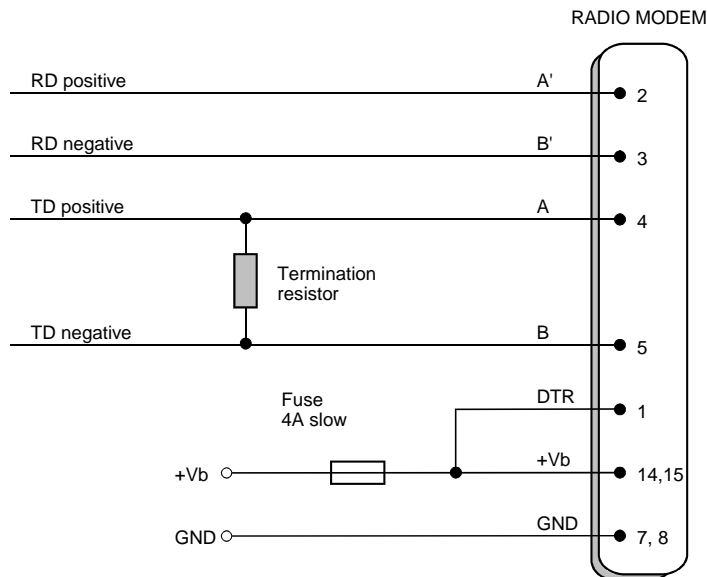 RADIO MODEM
RD positive A' 2
RD negative B' 3
TD positive A 4
Termination
resistor
TD negative B 5
Fuse
4A slow
DTR 1
+Vb +Vb 14,15
GND GND 7, 8